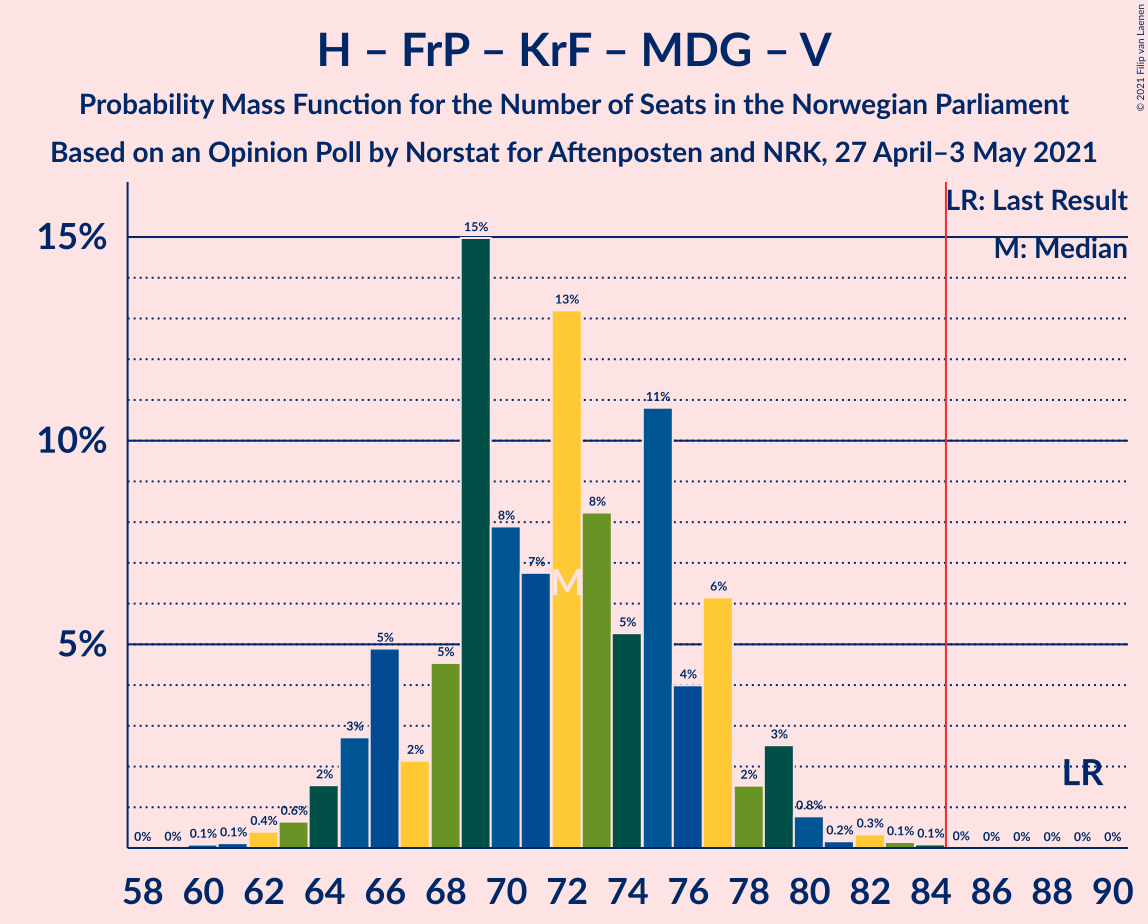 H – FrP – KrF – MDG – V
Probability Mass Function for the Number of Seats in the Norwegian Parliament
Based on an Opinion Poll by Norstat for Aftenposten and NRK, 27 April–3 May 2021
© 2021 Filip van Laenen
LR: Last Result
M: Median
15%
10%
5%
0% 0% 0.1% 0.1% 0.4% 0.6% 2% 3% 5% 2% 5% 15% 8% 7% 13% 8% 5% 11% 4% 6% 2% 3% 0.8% 0.2% 0.3% 0.1% 0.1% 0% 0% 0% 0% 0% 0%
M
LR
58 60 62 64 66 68 70 72 74 76 78 80 82 84 86 88 90